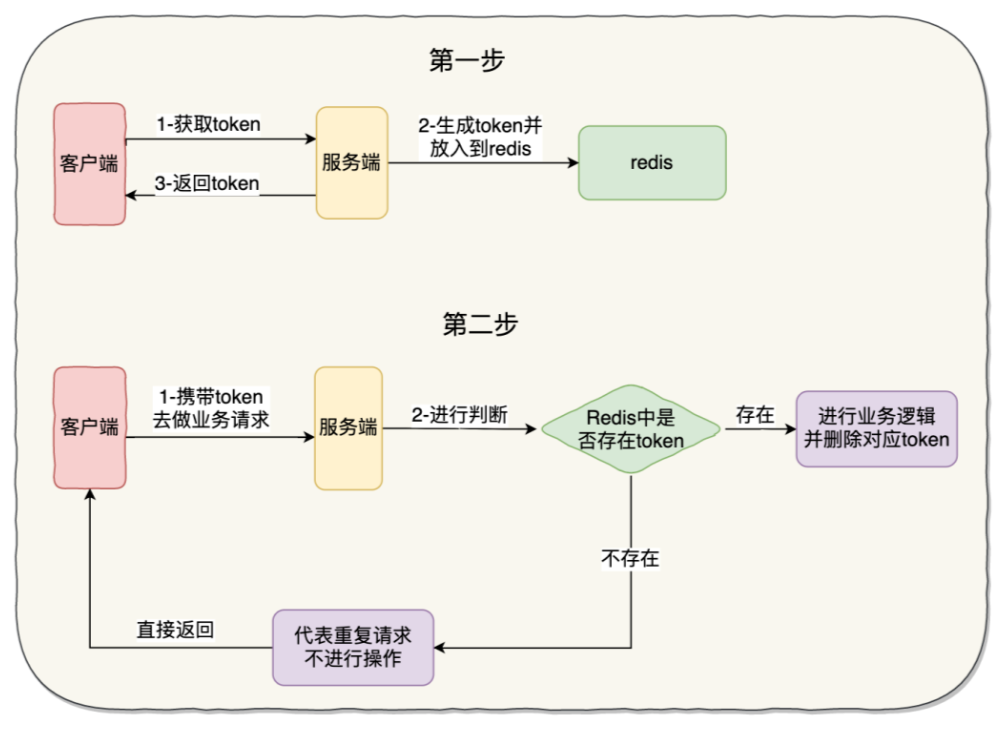 第一步
客户端
1-获取token
3-返回token
服务端
2-生成token并
放入到redis
redis
第二步
客户端
1-携带token
去做业务请求
服务端
2-进行判断
Redis中是
否存在token
存在
进行业务逻辑
并删除对应token
不存在
代表重复请求
不进行操作
直接返回